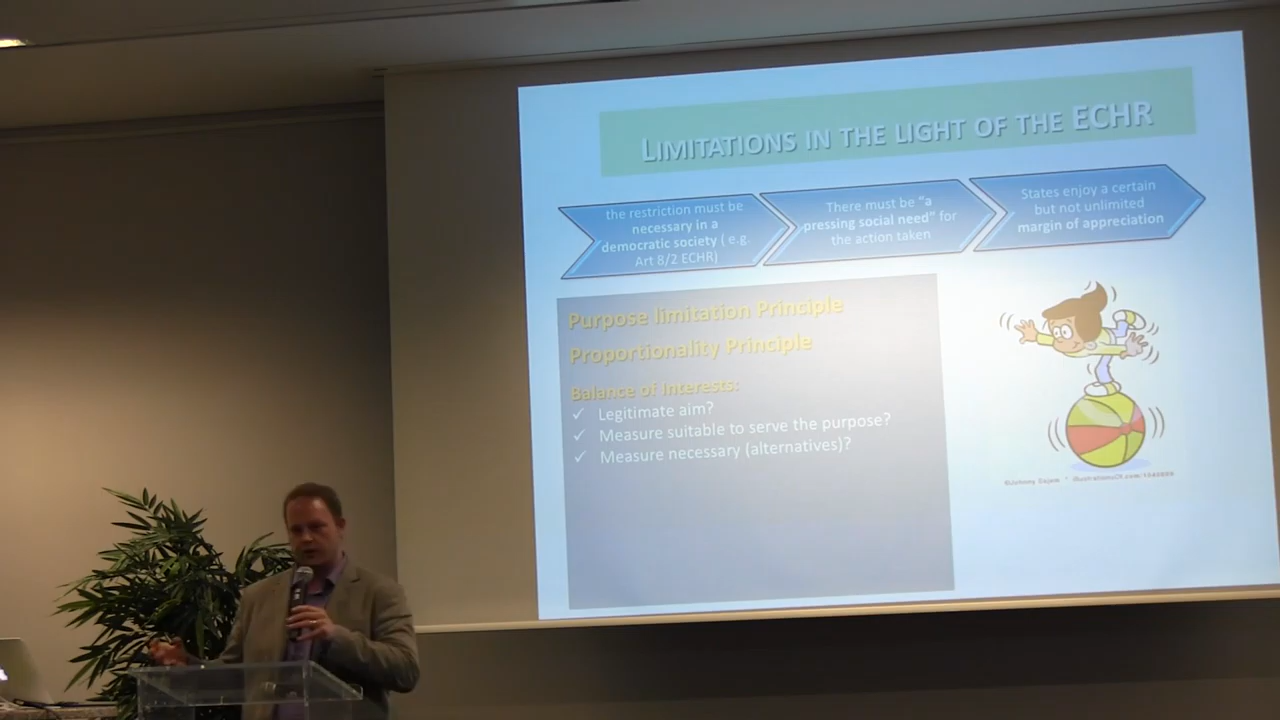 LIMITATIONS IN THE LIGHT OF THE ECHR
the restriction must be
necessary in a
democratic society ( e.g.
Art 8/2 ECHR)
There must be "a
pressing social need" for
the action taken
States enjoy a certain
but not unlimited
margin of appreciation
Purpose limitation Principle
Proportionality Principle
Balance of Interests:
✓ Legitimate aim?
✓ Measure suitable to serve the purpose?
✓ Measure necessary (alternatives)?